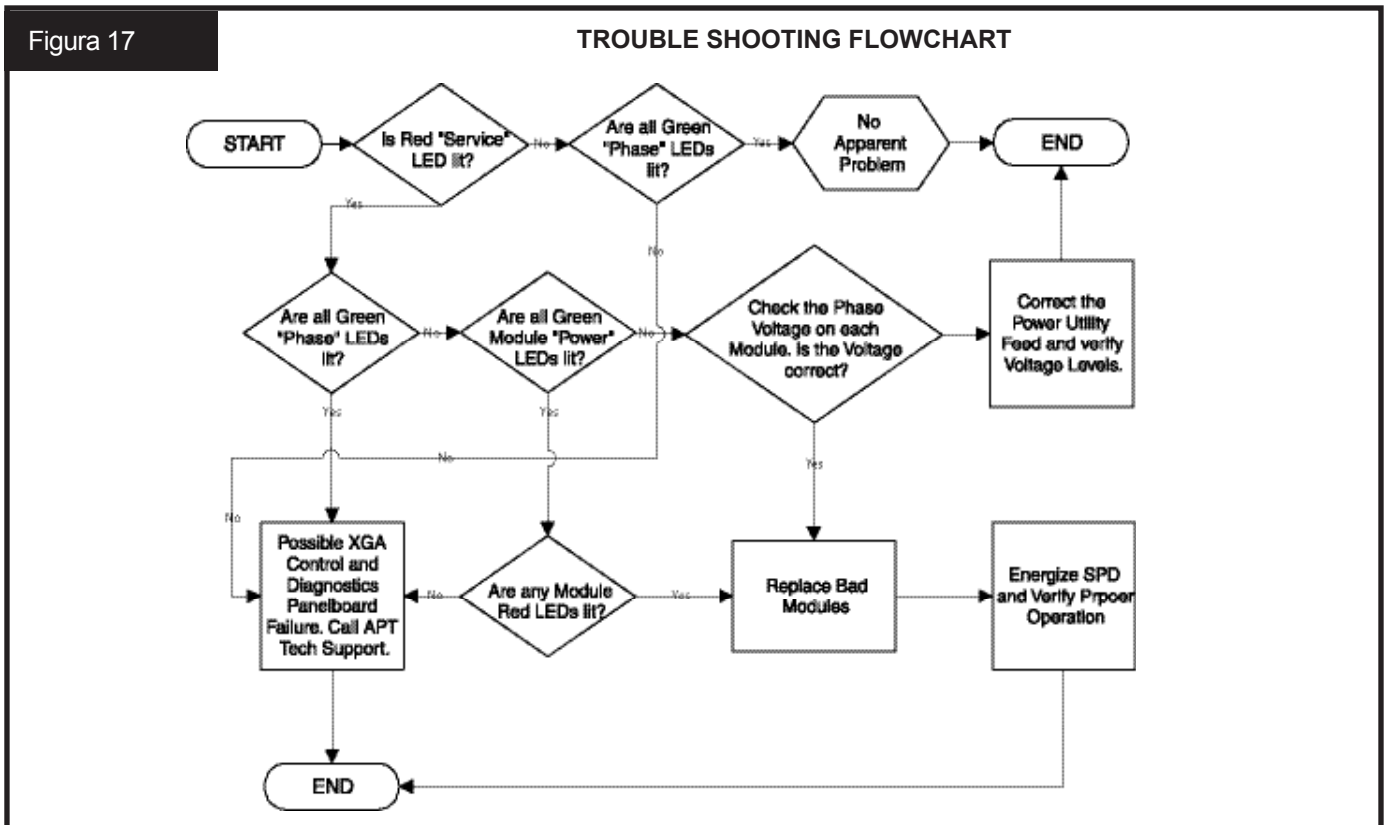 Figura 17
TROUBLE SHOOTING FLOWCHART
START
Is Red "Service"
LED lit?
No
Are all Green
"Phase" LEDs
lit?
Yes
No
Apparent
Problem
END
Yes
No
Are all Green
"Phase" LEDs
lit?
No
Are all Green
Module "Power"
LEDs lit?
No
Check the Phase
Voltage on each
Module. Is the Voltage
correct?
Correct the
Power Utility
Feed and verify
Voltage Levels.
Yes
Yes
No
Yes
No
Possible XGA
Control and
Diagnostics
Panelboard
Failure. Call APT
Tech Support.
No
Are any Module
Red LEDs lit?
Yes
Replace Bad
Modules
Energize SPD
and Verify Prpoer
Operation
END